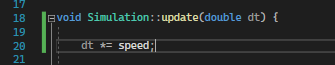 17
18 void Simulation::update(double dt) {
19
20 dt *= speed;
21